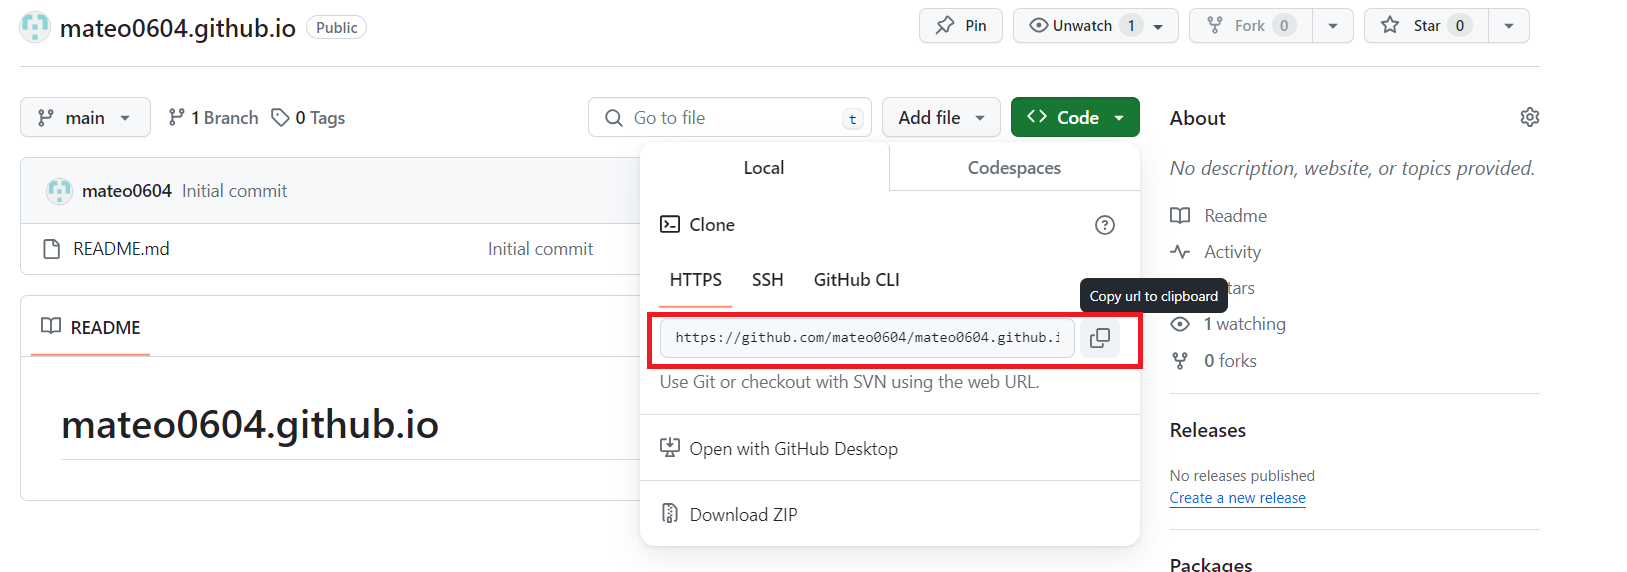 mateo0604.github.io Public
Pin
Unwatch 1
Fork 0
Star 0
main
1 Branch
0 Tags
Go to file t
Add file
Code
mateo0604 Initial commit
README.md Initial commit
README
mateo0604.github.io
Local
Codespaces
Clone
HTTPS SSH GitHub CLI
Copy url to clipboard
https://github.com/mateo0604/mateo0604.github.i
Use Git or checkout with SVN using the web URL.
Open with GitHub Desktop
Download ZIP
About
No description, website, or topics provided.
Readme
Activity
tars
1 watching
0 forks
Releases
No releases published
Create a new release
Packages